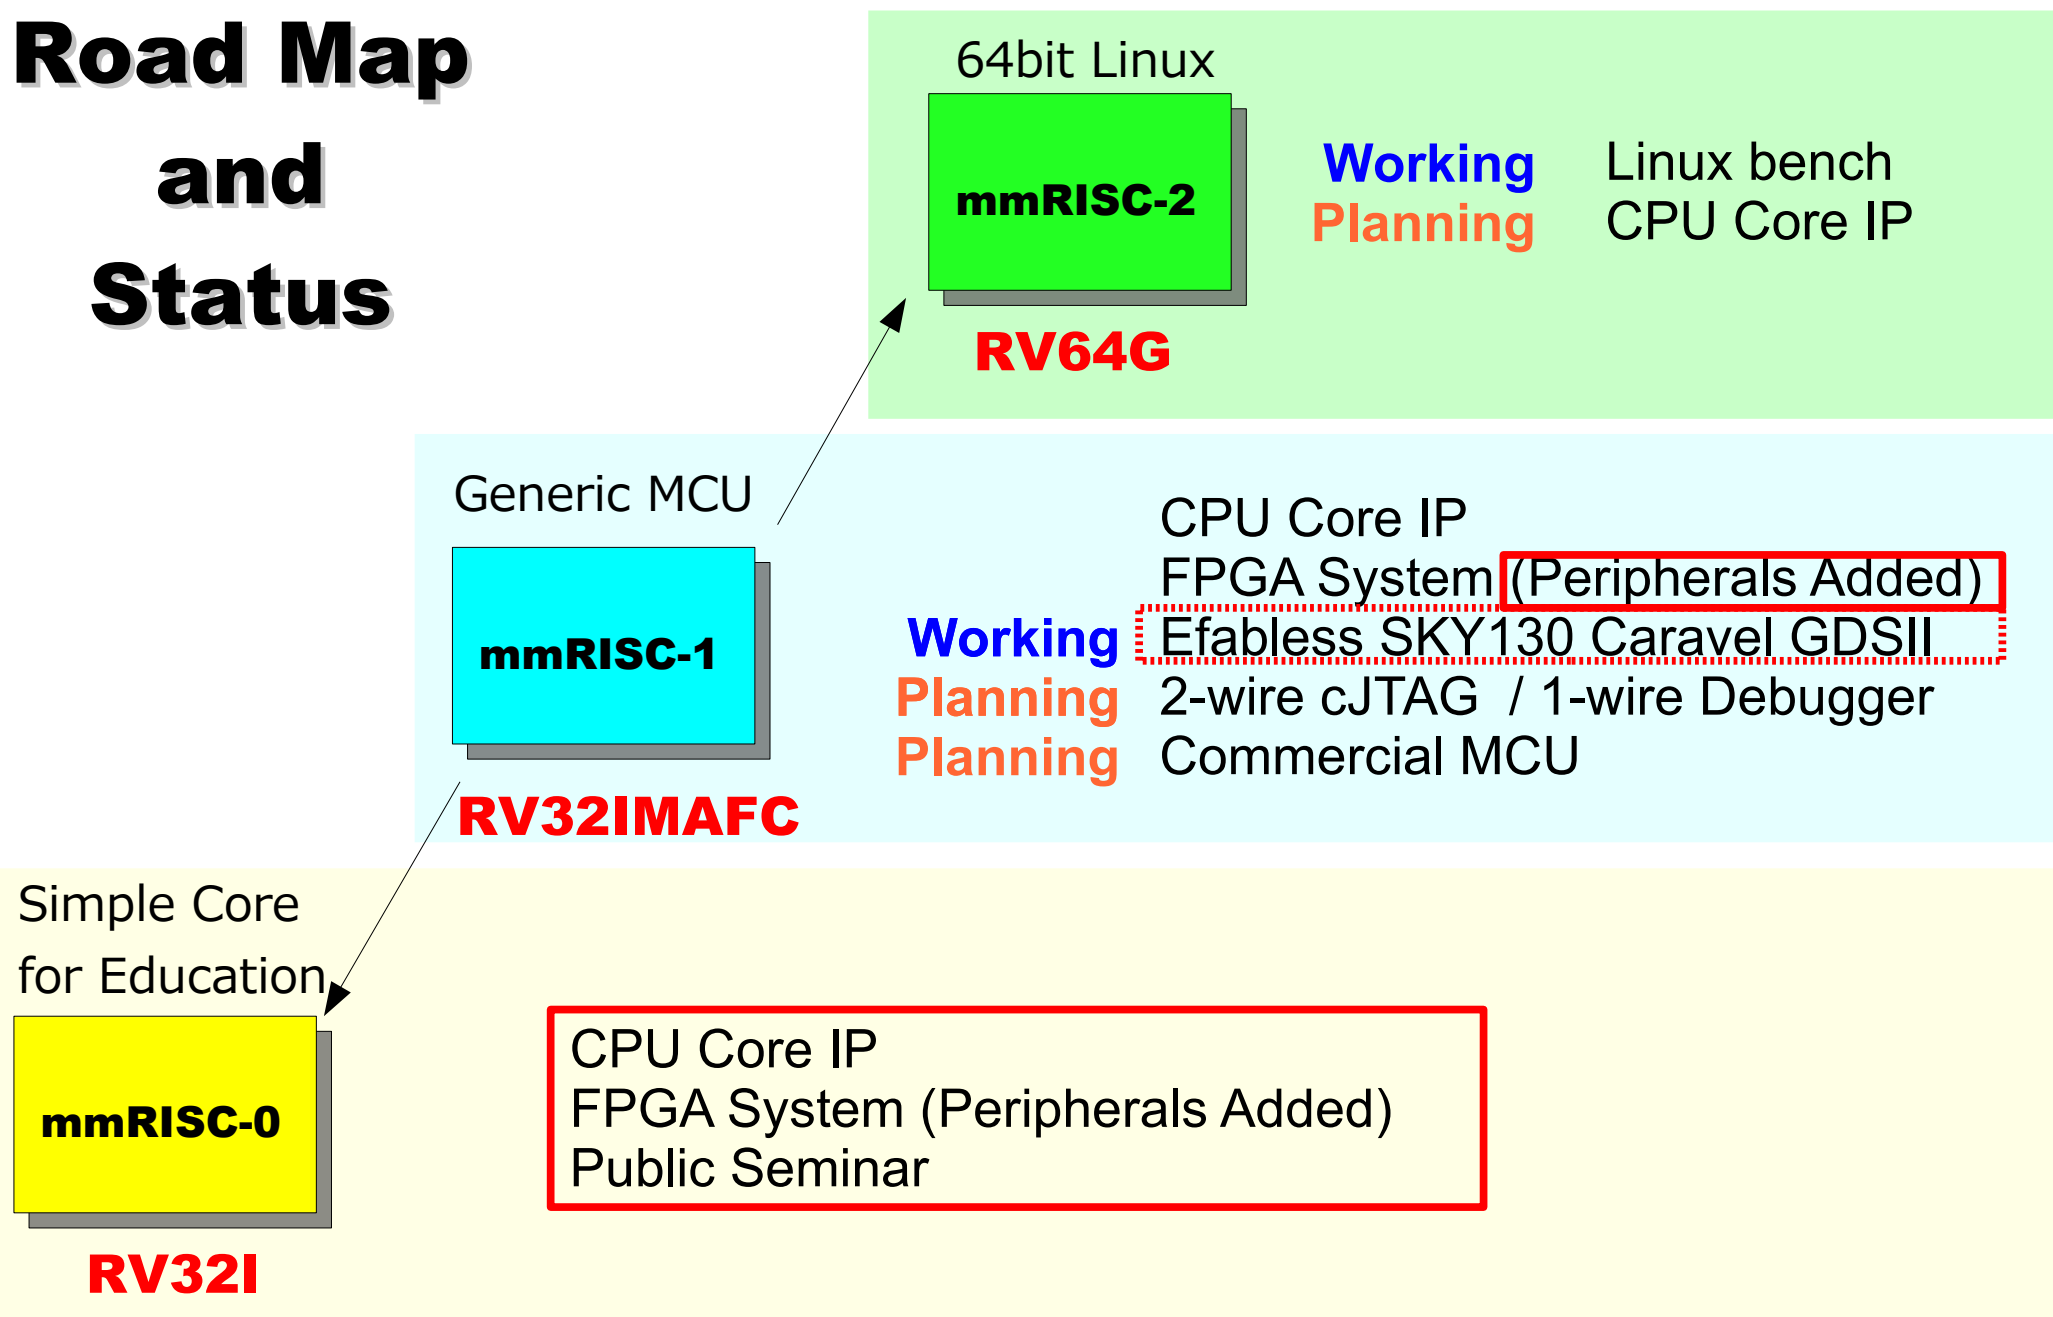 Road Map
and
Status
64bit Linux
mmRISC-2
RV64G
Working Linux bench
Planning CPU Core IP
Generic MCU
mmRISC-1
RV32IMAFC
CPU Core IP
FPGA System (Peripherals Added)
Working Efabless SKY130 Caravel GDSII
Planning 2-wire cJTAG / 1-wire Debugger
Planning Commercial MCU
Simple Core
for Education
mmRISC-0
RV32I
CPU Core IP
FPGA System (Peripherals Added)
Public Seminar